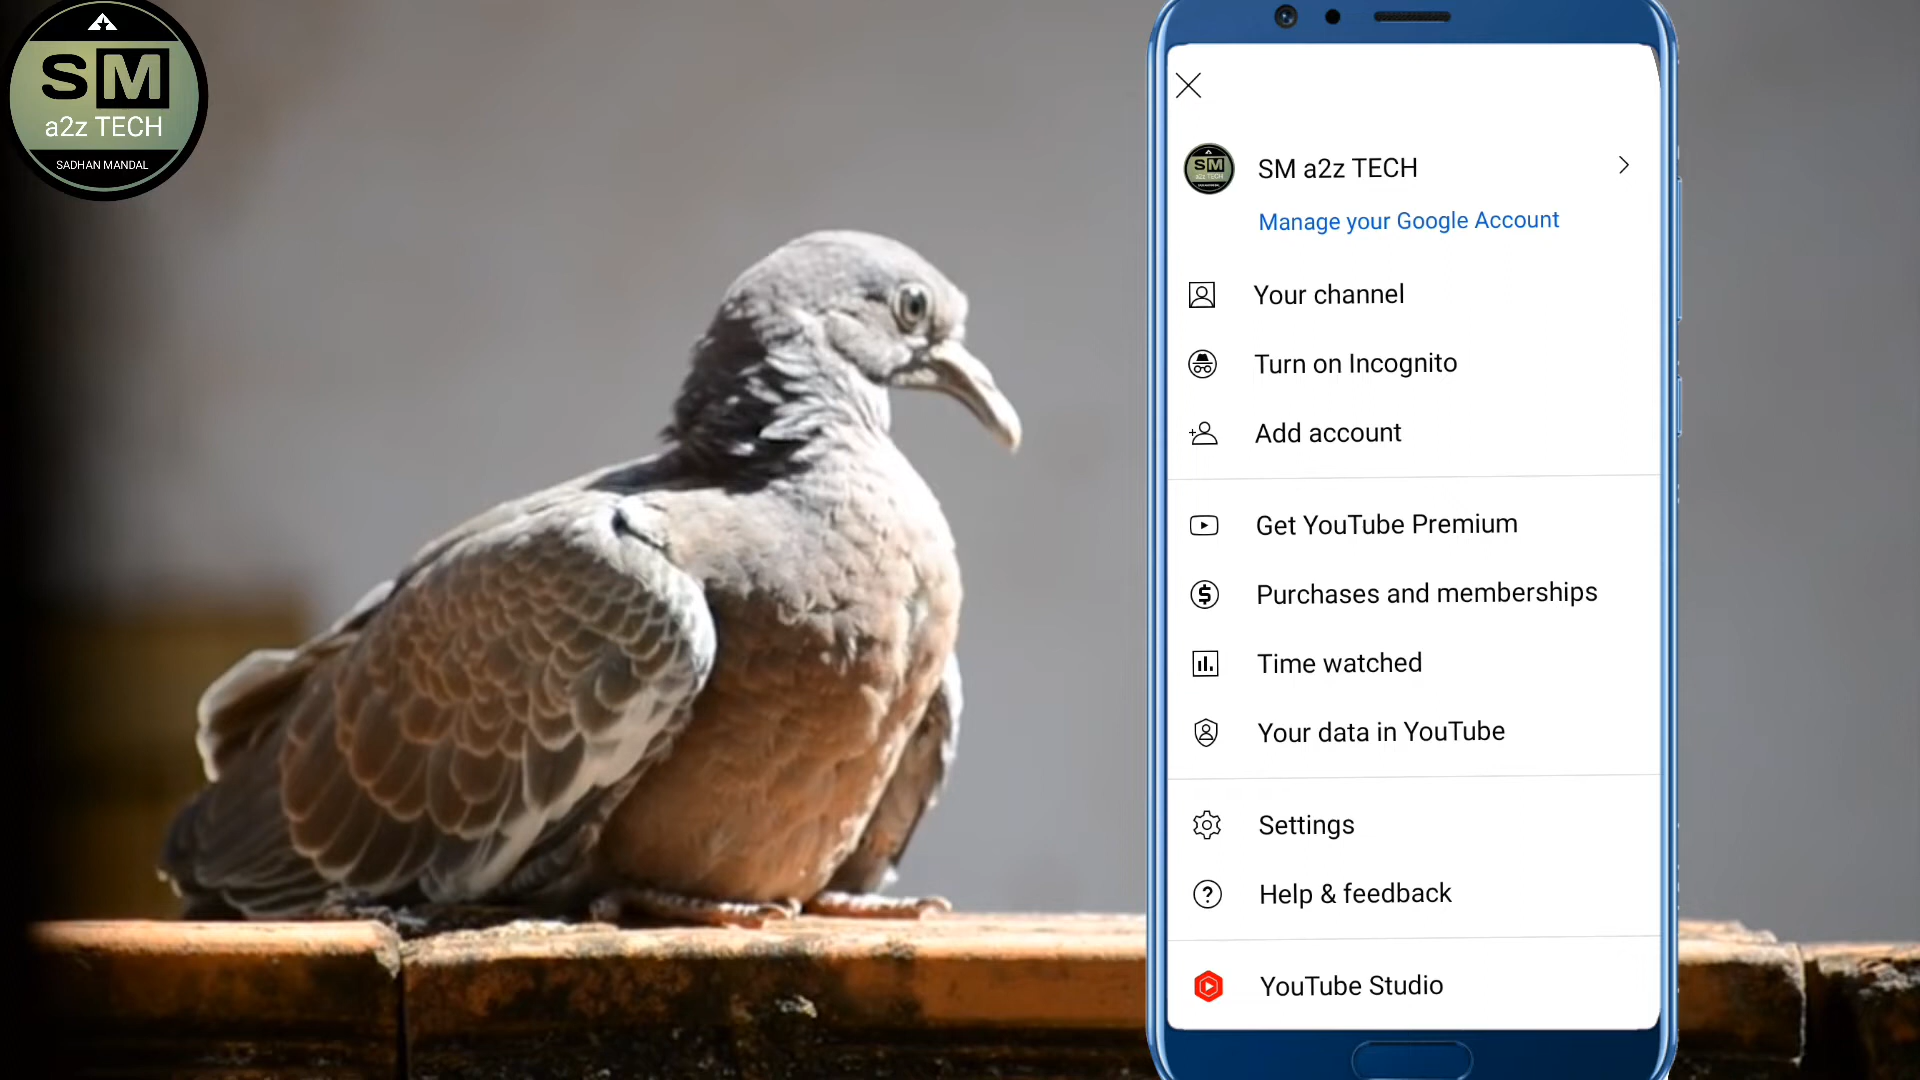 SM
a2z TECH
SADHAN MANDAL
SM a2z TECH
Manage your Google Account
Your channel
Turn on Incognito
Add account
Get YouTube Premium
Purchases and memberships
Time watched
Your data in YouTube
Settings
Help & feedback
YouTube Studio